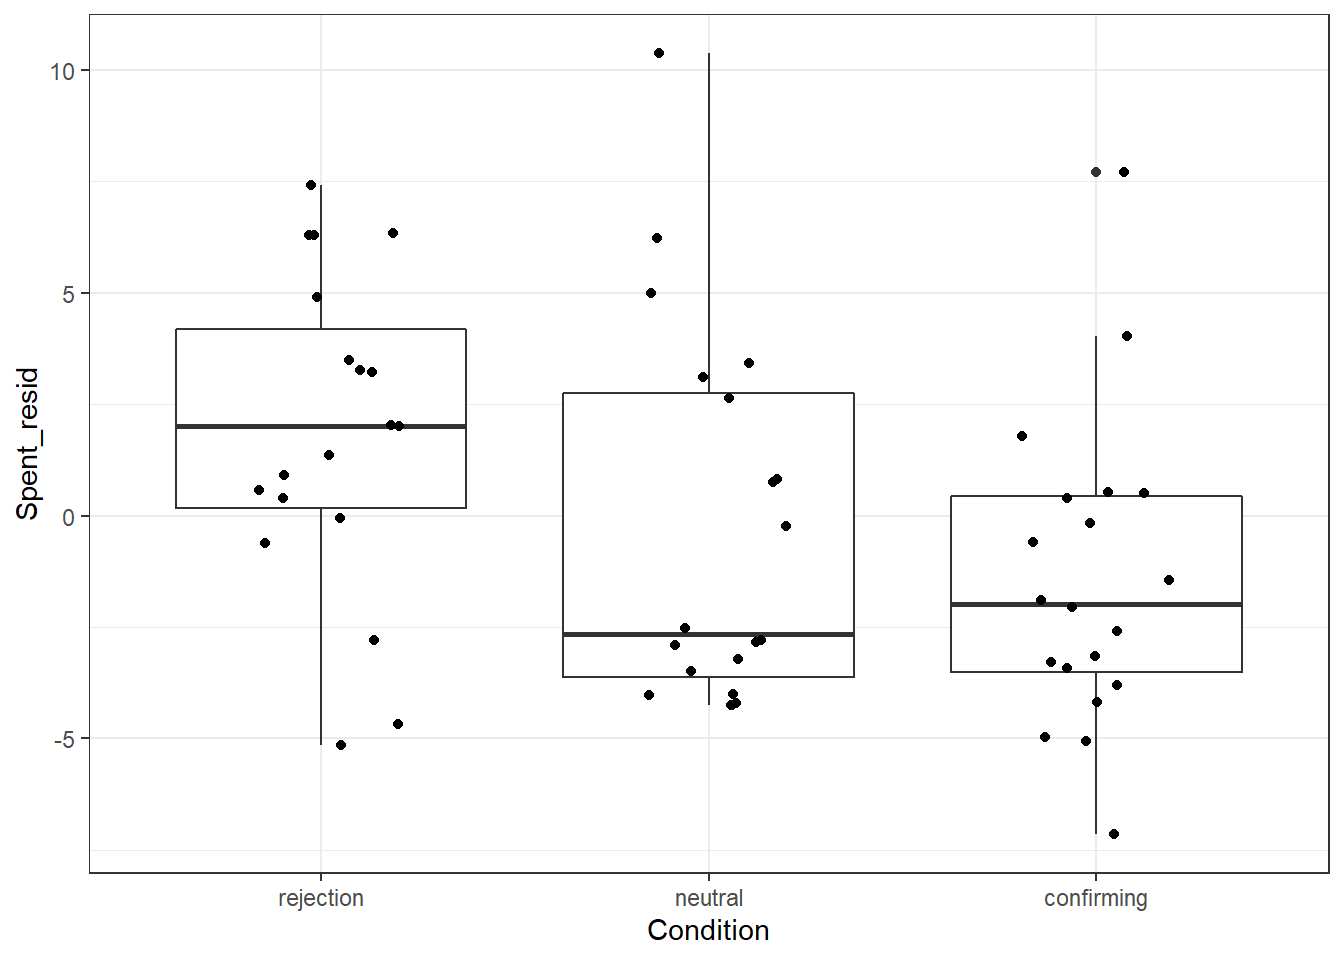 10
5
0
-5
Spent_resid
rejection
neutral
confirming
Condition